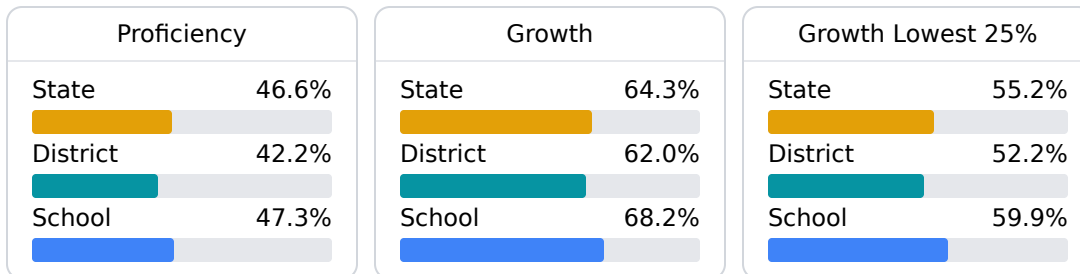 Proficiency
State 46.6%
District 42.2%
School 47.3%
Growth
State 64.3%
District 62.0%
School 68.2%
Growth Lowest 25%
State 55.2%
District 52.2%
School 59.9%